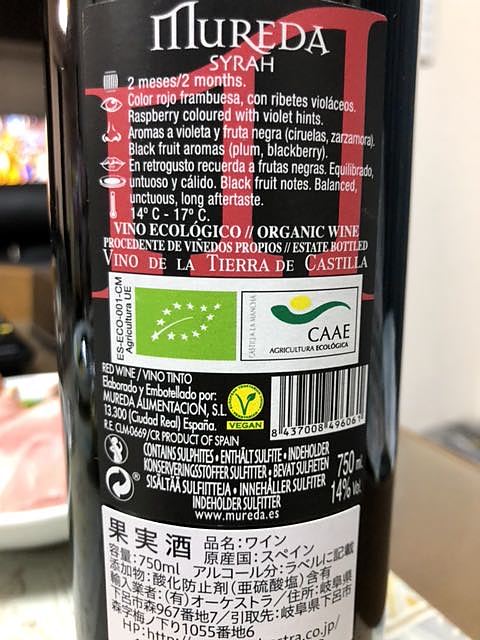 MUREDA
SYRAH
2 meses/2 months.
Color rojo frambuesa, con ribetes violáceos.
Raspberry coloured with violet hints.
Aromas a violeta y fruta negra (ciruelas, zarzamora).
Black fruit aromas (plum, blackberry).
En retrogusto recuerda a frutas negras. Equilibrado,
untuoso y cálido. Black fruit notes. Balanced,
unctuous, long aftertaste.
14º C - 17º C.
VINO ECOLÓGICO // ORGANIC WINE
PROCEDENTE DE VIÑEDOS PROPIOS // ESTATE BOTTLED
VINO DE LA TIERRA DE CASTILLA
ES-ECO-001-CM
Agricultura UE
CASTILLA-LA MANCHA
CAAE
AGRICULTURA ECOLÓGICA
RED WINE / VINO TINTO
Elaborado y Embotellado por:
MUREDA ALIMENTACION, S.L.
13.300 (Ciudad Real) España.
R.E. CLM-0669/CR PRODUCT OF SPAIN
VEGAN
8 437008 496061
CONTAINS SULPHITES • ENTHÄLT SULFITE • INDEHOLDER
KONSERVERINGSSTOFFER SULFITTER • BEVAT SULFIETEN
SISÄLTÄÄ SULFIITTEJA • INNEHÅLLER SULFITER
INDEHOLDER SULFITTER
www.mureda.es
750 ml.
14% Vol.
果実酒 品名:ワイン
容量:750ml 原産国:スペイン
アルコール分:ラベルに記載
添加物:酸化防止剤(亜硫酸塩)含有
輸入業者:(有)オーケストラ/住所:岐阜県
下呂市森967番地7/引取先:岐阜県下呂市
森字梅ノ下り1055番地6